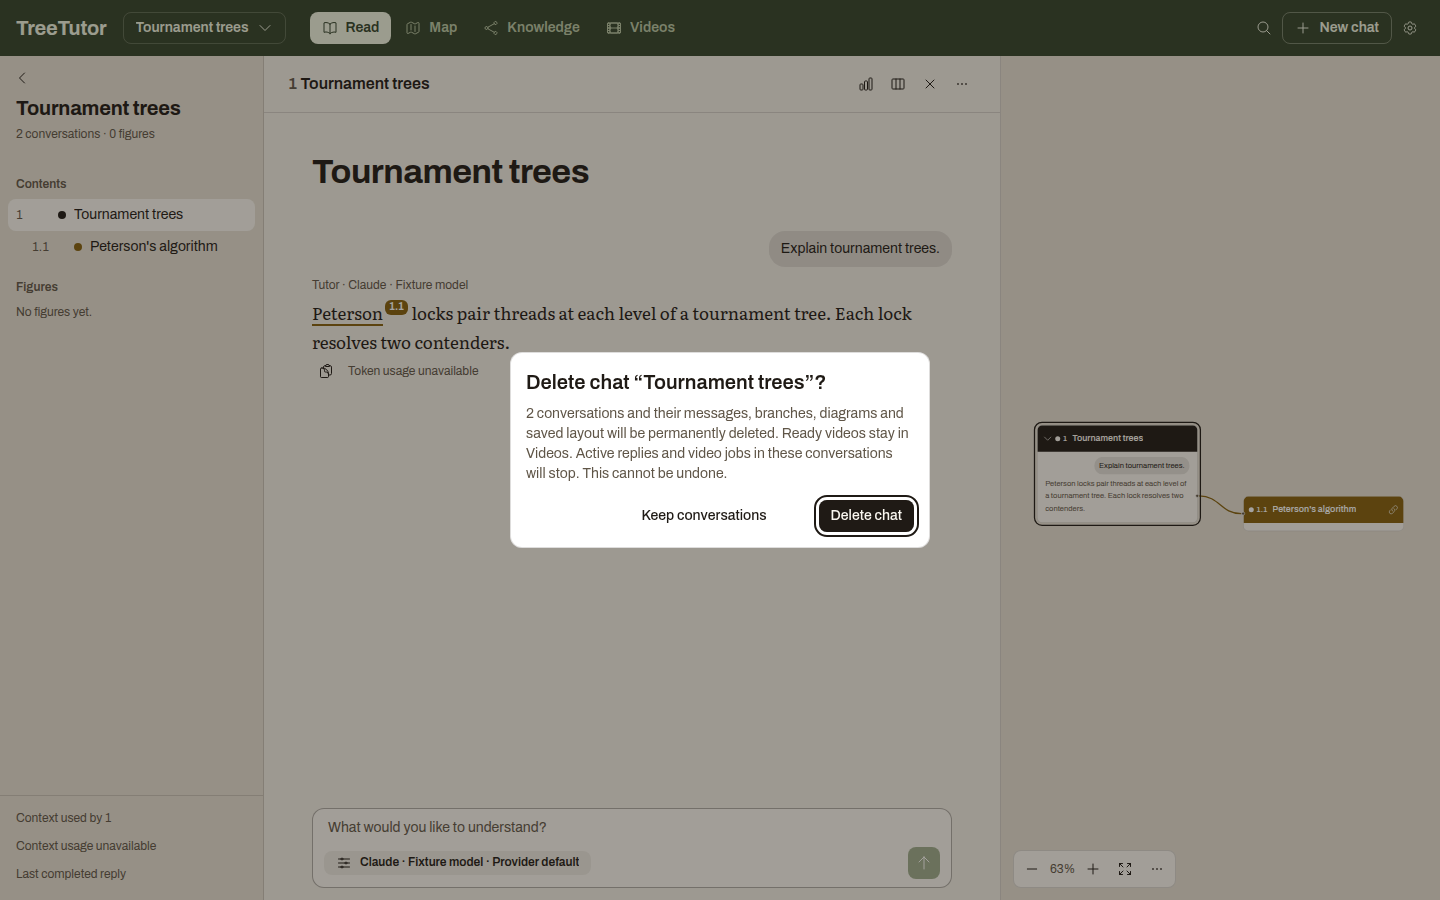 TreeTutor
Tournament trees
Read
Map
Knowledge
Videos
New chat
Tournament trees
2 conversations · 0 figures
Contents
1 Tournament trees
1.1 Peterson's algorithm
Figures
No figures yet.
Context used by 1
Context usage unavailable
Last completed reply
1 Tournament trees
Tournament trees
Explain tournament trees.
Tutor · Claude · Fixture model
Peterson 1.1 locks pair threads at each level of a tournament tree. Each lock
resolves two contenders.
Token usage unavailable
Delete chat “Tournament trees”?
2 conversations and their messages, branches, diagrams and
saved layout will be permanently deleted. Ready videos stay in
Videos. Active replies and video jobs in these conversations
will stop. This cannot be undone.
Keep conversations
Delete chat
What would you like to understand?
Claude · Fixture model · Provider default
1 Tournament trees
Explain tournament trees.
Peterson locks pair threads at each level of
a tournament tree. Each lock resolves two
contenders.
1.1 Peterson's algorithm
63%